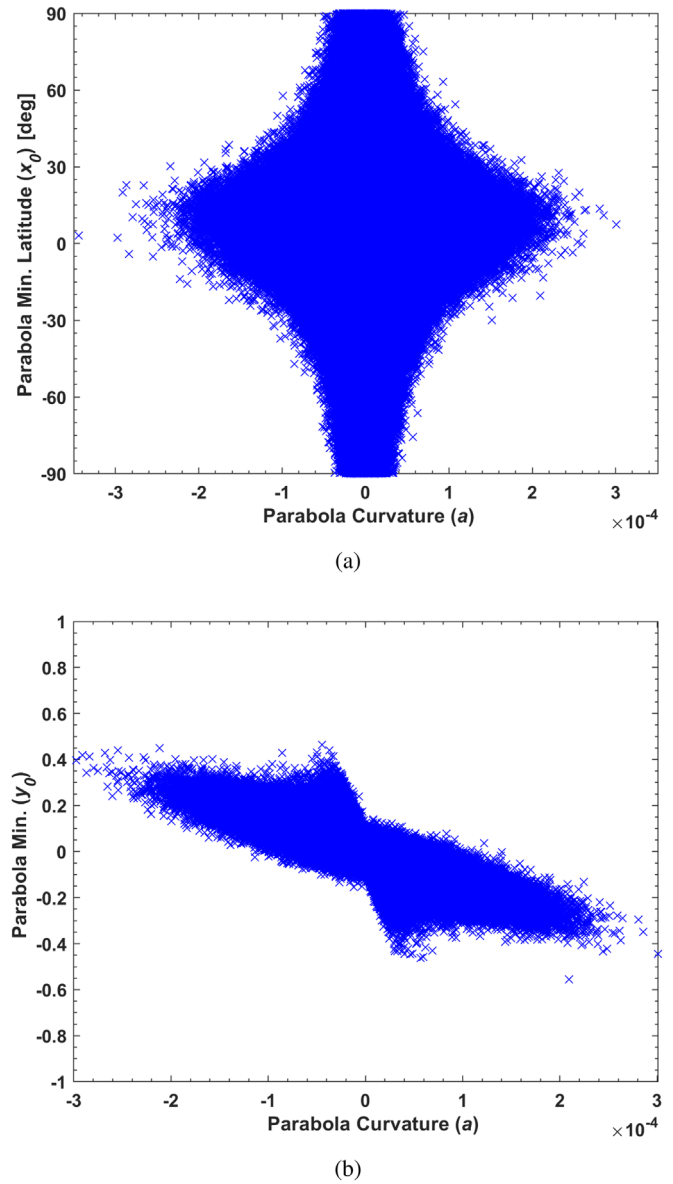 90
60
30
0
-30
-60
-90
Parabola Min. Latitude (x0) [deg]
-3 -2 -1 0 1 2 3
Parabola Curvature (a)
×10-4
(a)
1
0.8
0.6
0.4
0.2
0
-0.2
-0.4
-0.6
-0.8
-1
Parabola Min. (y0)
-3 -2 -1 0 1 2 3
Parabola Curvature (a)
×10-4
(b)